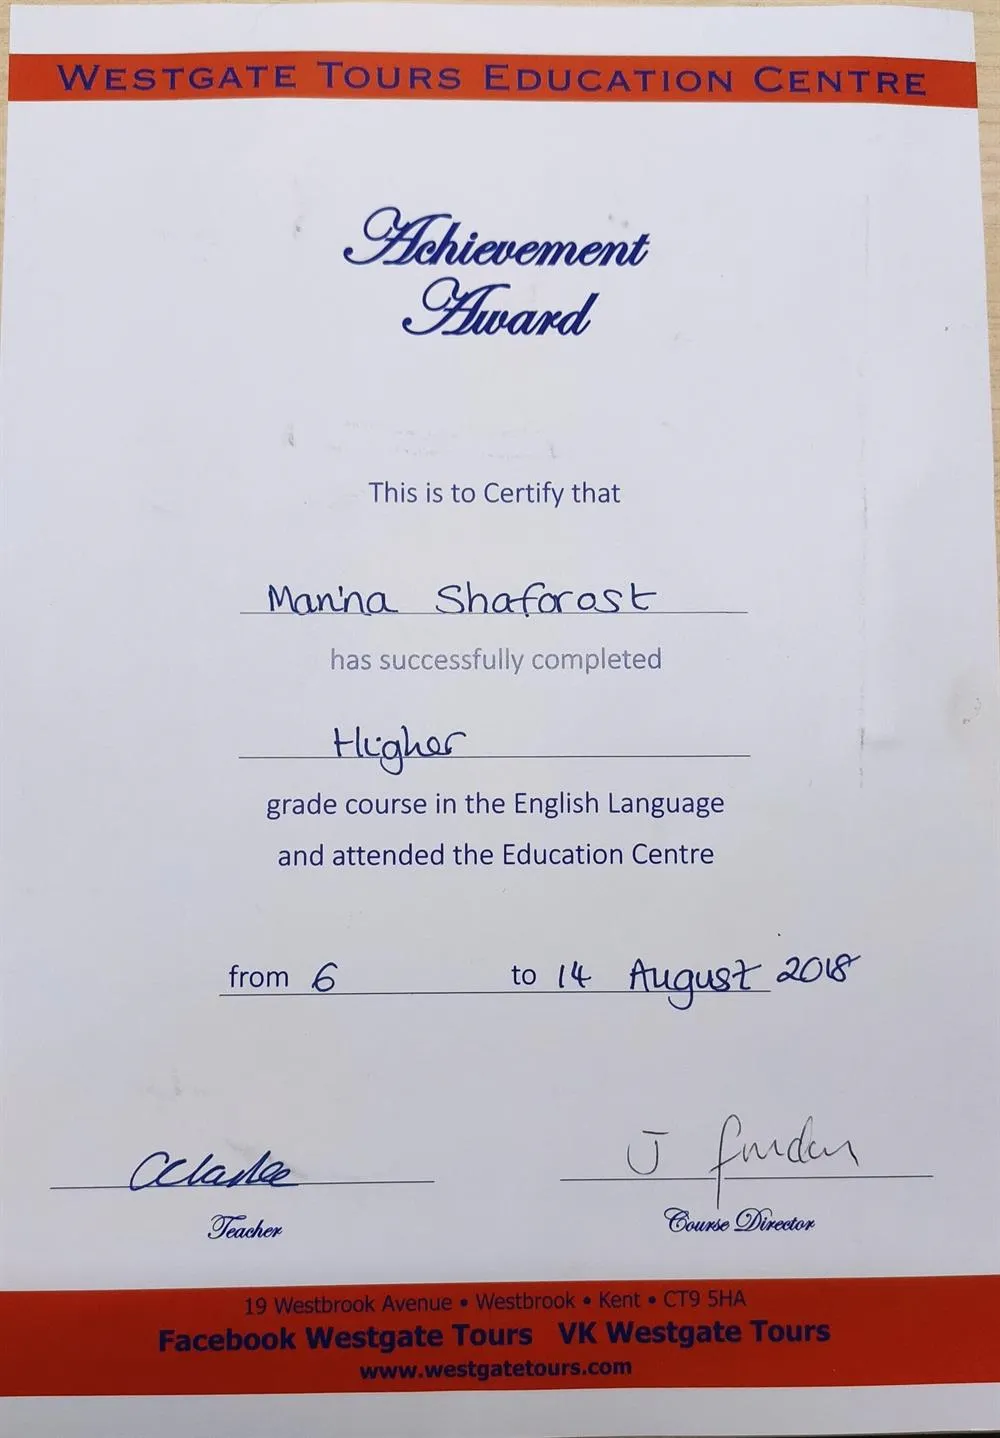 WESTGATE TOURS EDUCATION CENTRE
Achievement
Award
This is to Certify that
Marina Shaforost
has successfully completed
Higher
grade course in the English Language
and attended the Education Centre
from 6 to 14 August 2018
J
Teacher Course Director
19 Westbrook Avenue • Westbrook • Kent • CT9 5HA
Facebook Westgate Tours VK Westgate Tours
www.westgatetours.com